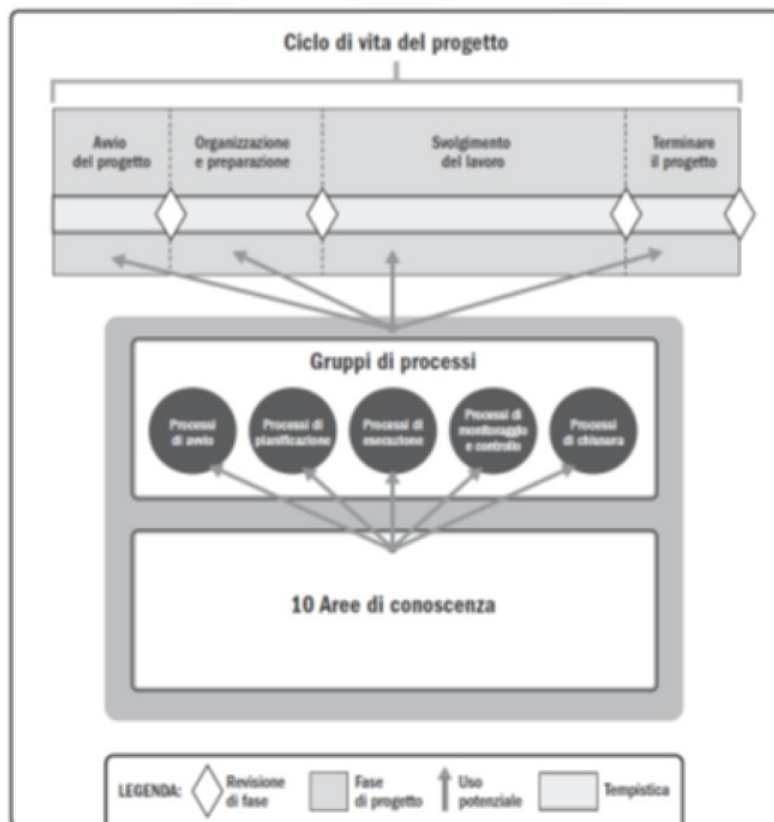 Ciclo di vita del progetto
Avvio
del progetto
Organizzazione
e preparazione
Svolgimento
del lavoro
Terminare
il progetto
Gruppi di processi
Processi
di avvio
Processi di
pianificazione
Processi di
esecuzione
Processi di
monitoraggio
e controllo
Processi
di chiusura
10 Aree di conoscenza
LEGENDA:
Revisione
di fase
Fase
di progetto
Uso
potenziale
Tempistica